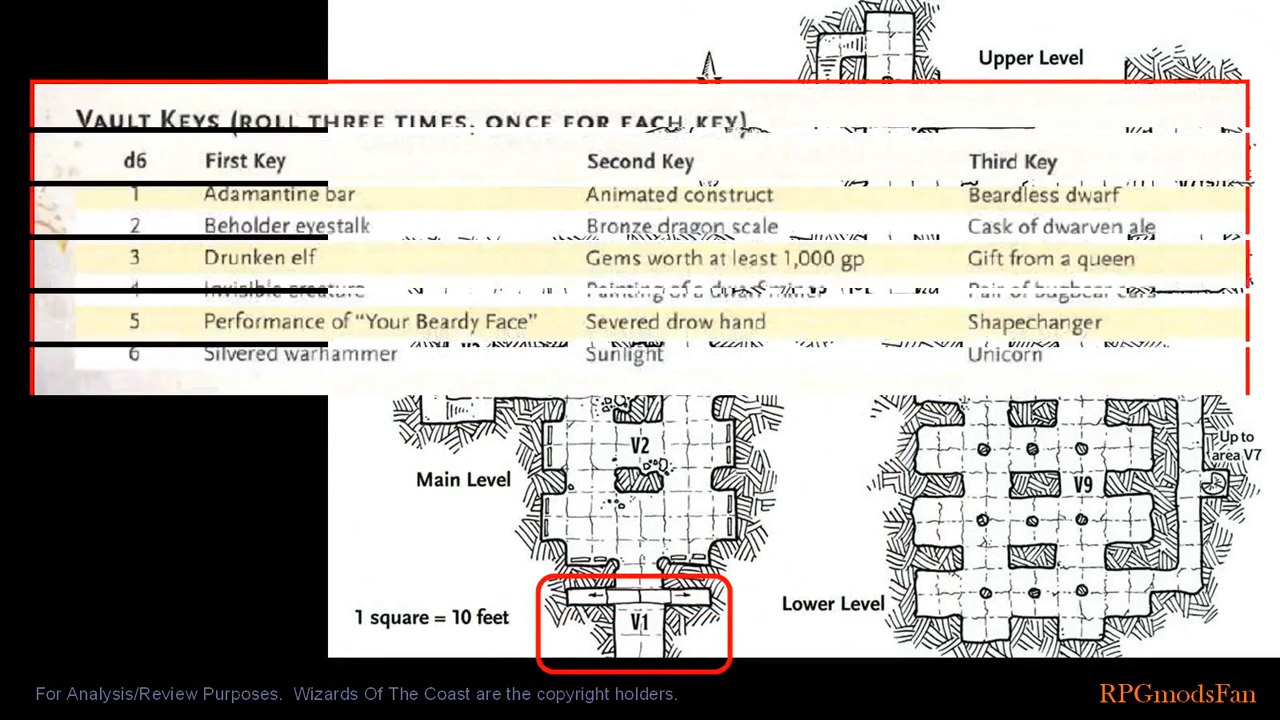 Upper Level
VAULT KEYS (ROLL THREE TIMES, ONCE FOR EACH KEY)
d6 First Key Second Key Third Key
1 Adamantine bar Animated construct Beardless dwarf
2 Beholder eyestalk Bronze dragon scale Cask of dwarven ale
3 Drunken elf Gems worth at least 1,000 gp Gift from a queen
4 Invisible creature Painting of a dwarf miner Pair of bugbear ears
5 Performance of “Your Beardy Face” Severed drow hand Shapechanger
6 Silvered warhammer Sunlight Unicorn
V2
Up to
area V7
Main Level
V9
Lower Level
1 square = 10 feet
V1
For Analysis/Review Purposes. Wizards Of The Coast are the copyright holders.
RPGmodsFan